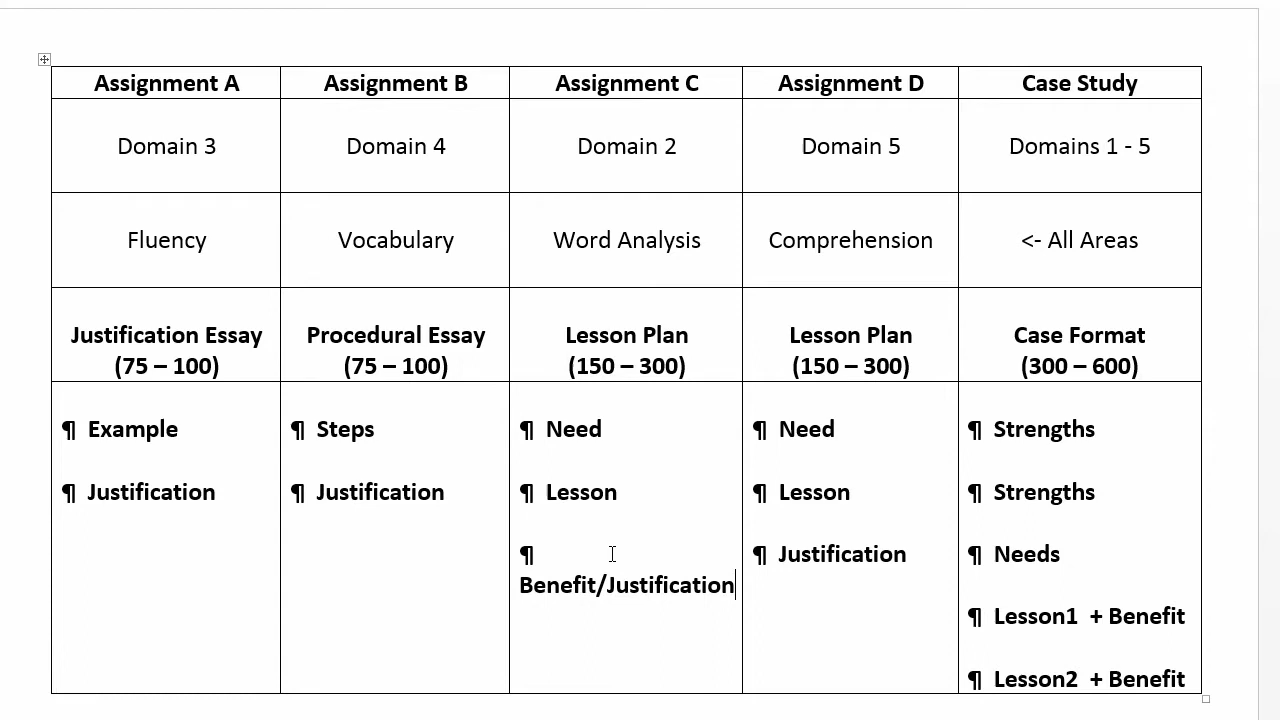 Assignment A Assignment B Assignment C Assignment D Case Study
Domain 3 Domain 4 Domain 2 Domain 5 Domains 1 - 5
Fluency Vocabulary Word Analysis Comprehension <- All Areas
Justification Essay Procedural Essay Lesson Plan Lesson Plan Case Format
(75 – 100) (75 – 100) (150 – 300) (150 – 300) (300 – 600)
¶ Example ¶ Steps ¶ Need ¶ Need ¶ Strengths
¶ Justification ¶ Justification ¶ Lesson ¶ Lesson ¶ Strengths
¶ ¶ Justification ¶ Needs
Benefit/Justification
¶ Lesson1 + Benefit
¶ Lesson2 + Benefit